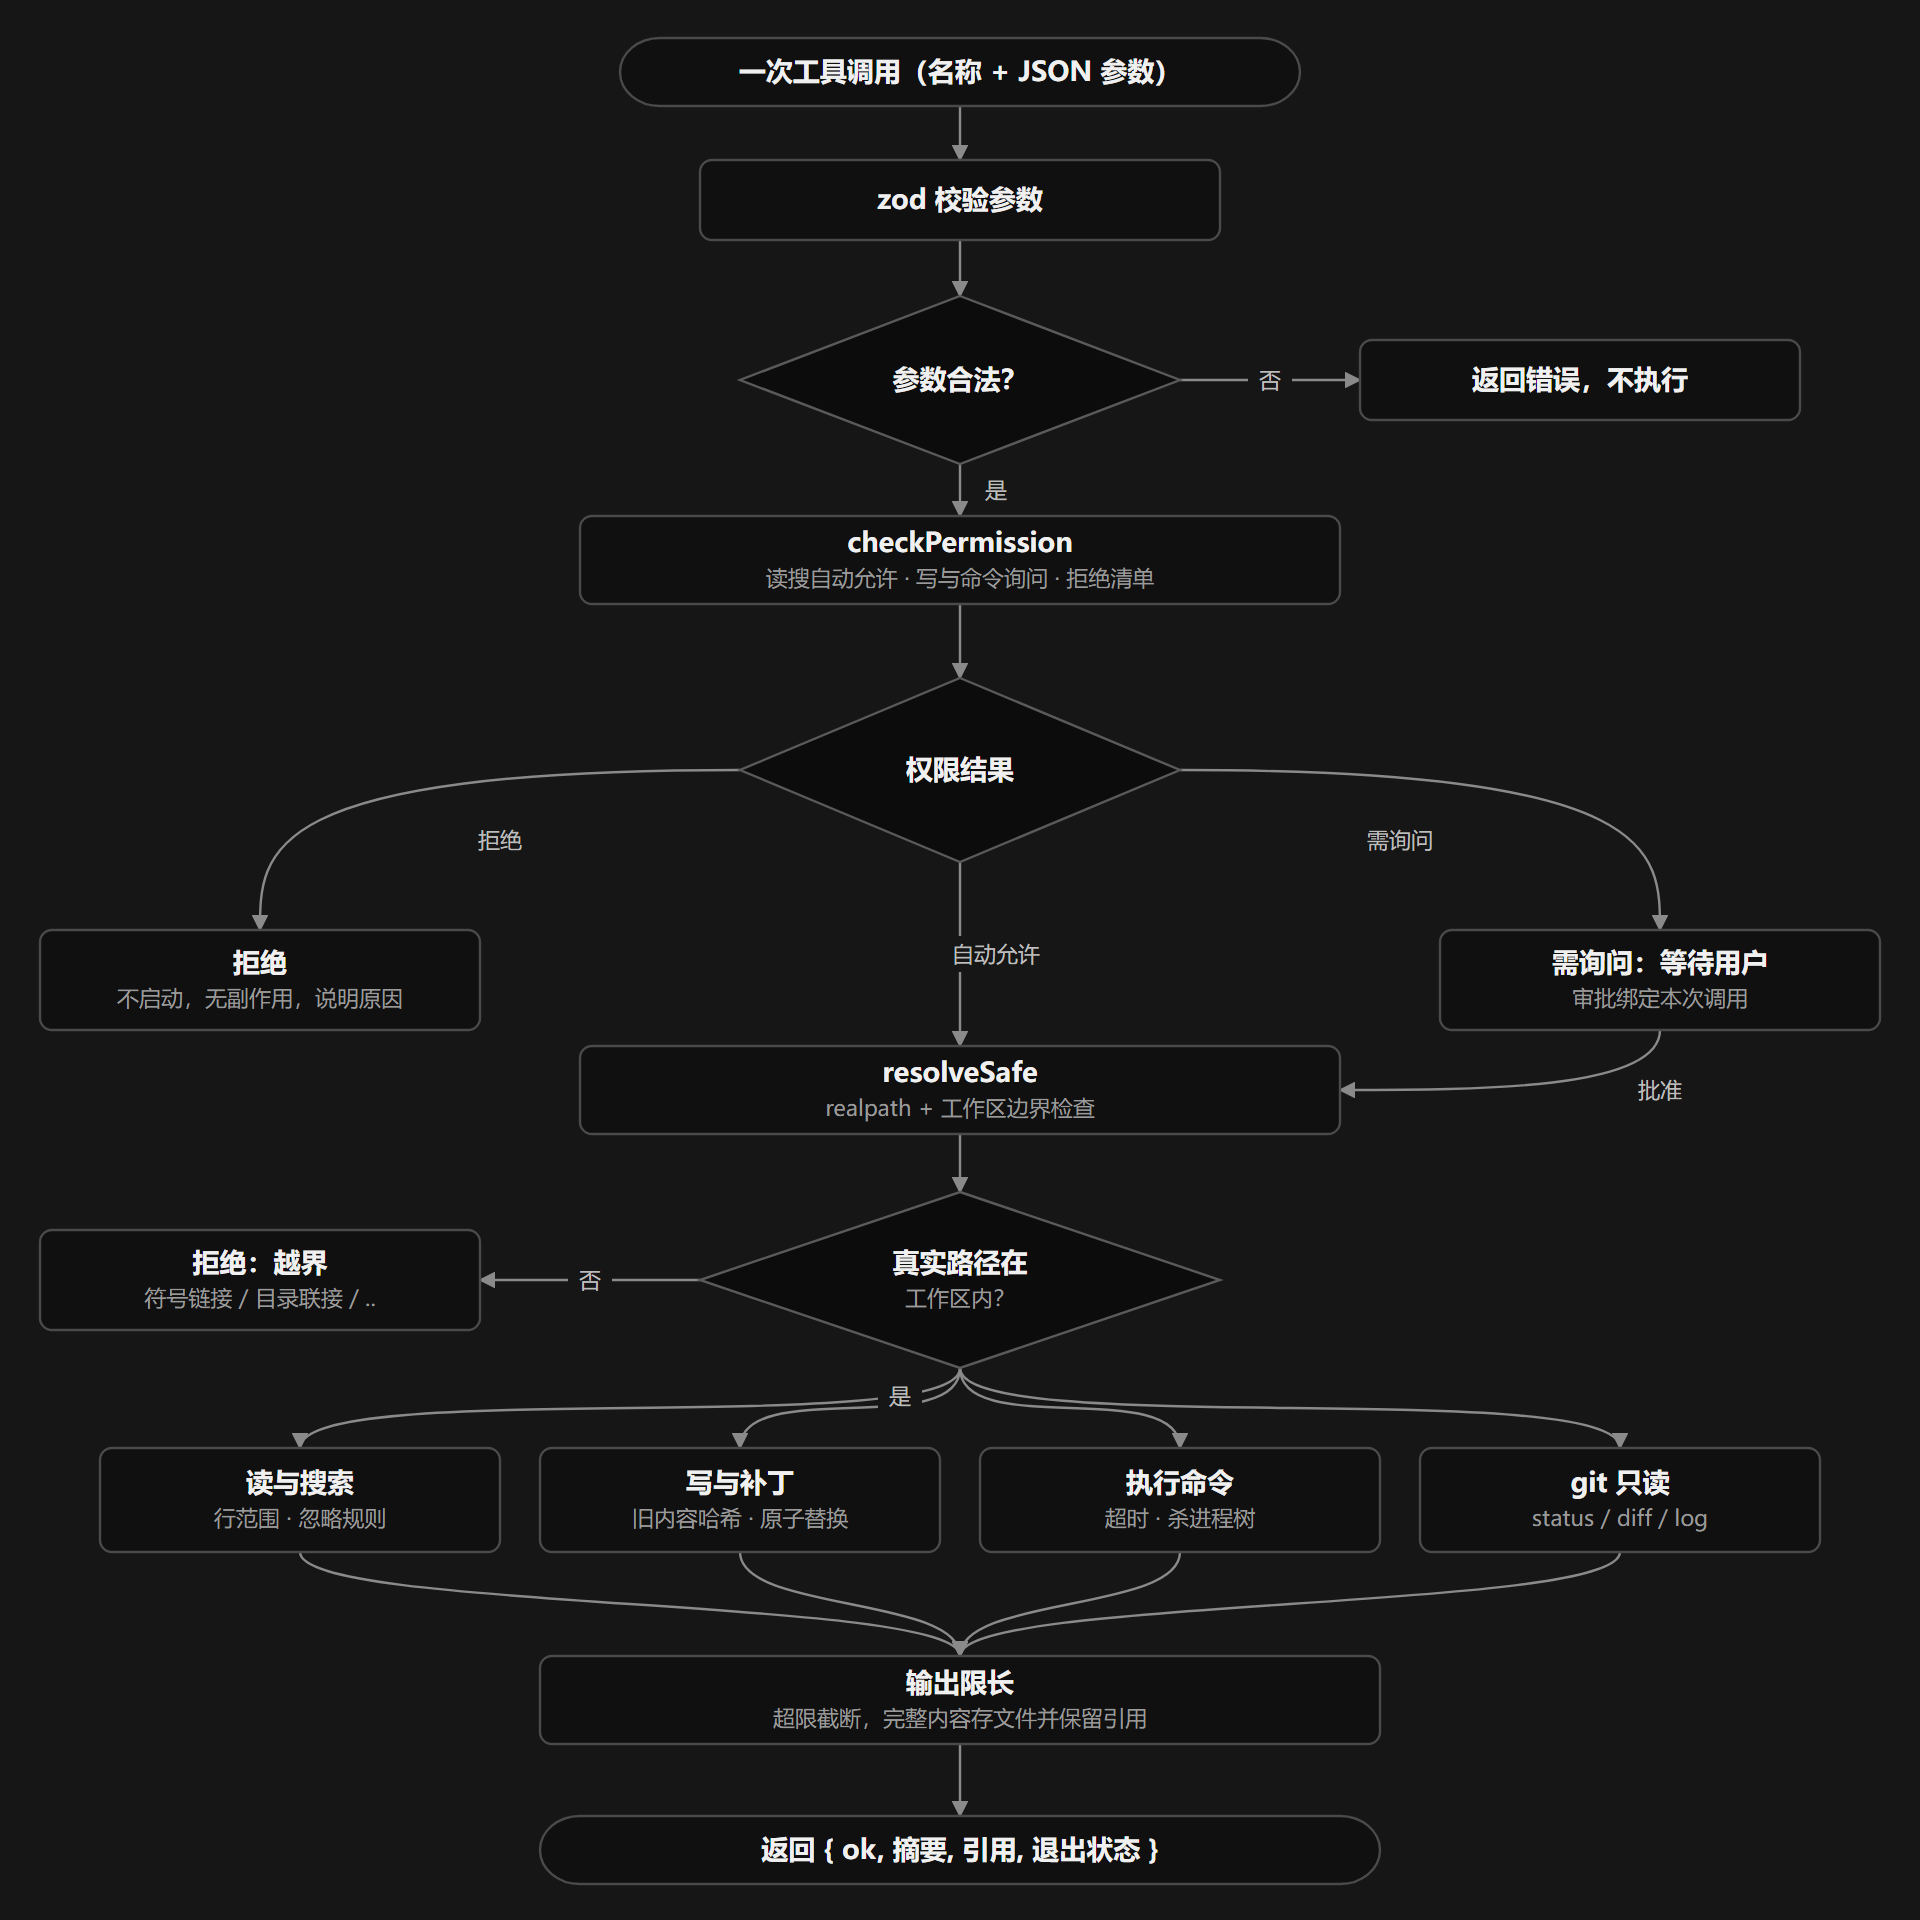 一次工具调用（名称 + JSON 参数）
zod 校验参数
参数合法？
否
返回错误，不执行
是
checkPermission
读搜自动允许 · 写与命令询问 · 拒绝清单
权限结果
拒绝
需询问
自动允许
拒绝
不启动，无副作用，说明原因
需询问：等待用户
审批绑定本次调用
resolveSafe
realpath + 工作区边界检查
批准
拒绝：越界
符号链接 / 目录联接 / ..
否
真实路径在
工作区内？
是
读与搜索
行范围 · 忽略规则
写与补丁
旧内容哈希 · 原子替换
执行命令
超时 · 杀进程树
git 只读
status / diff / log
输出限长
超限截断，完整内容存文件并保留引用
返回 { ok, 摘要, 引用, 退出状态 }